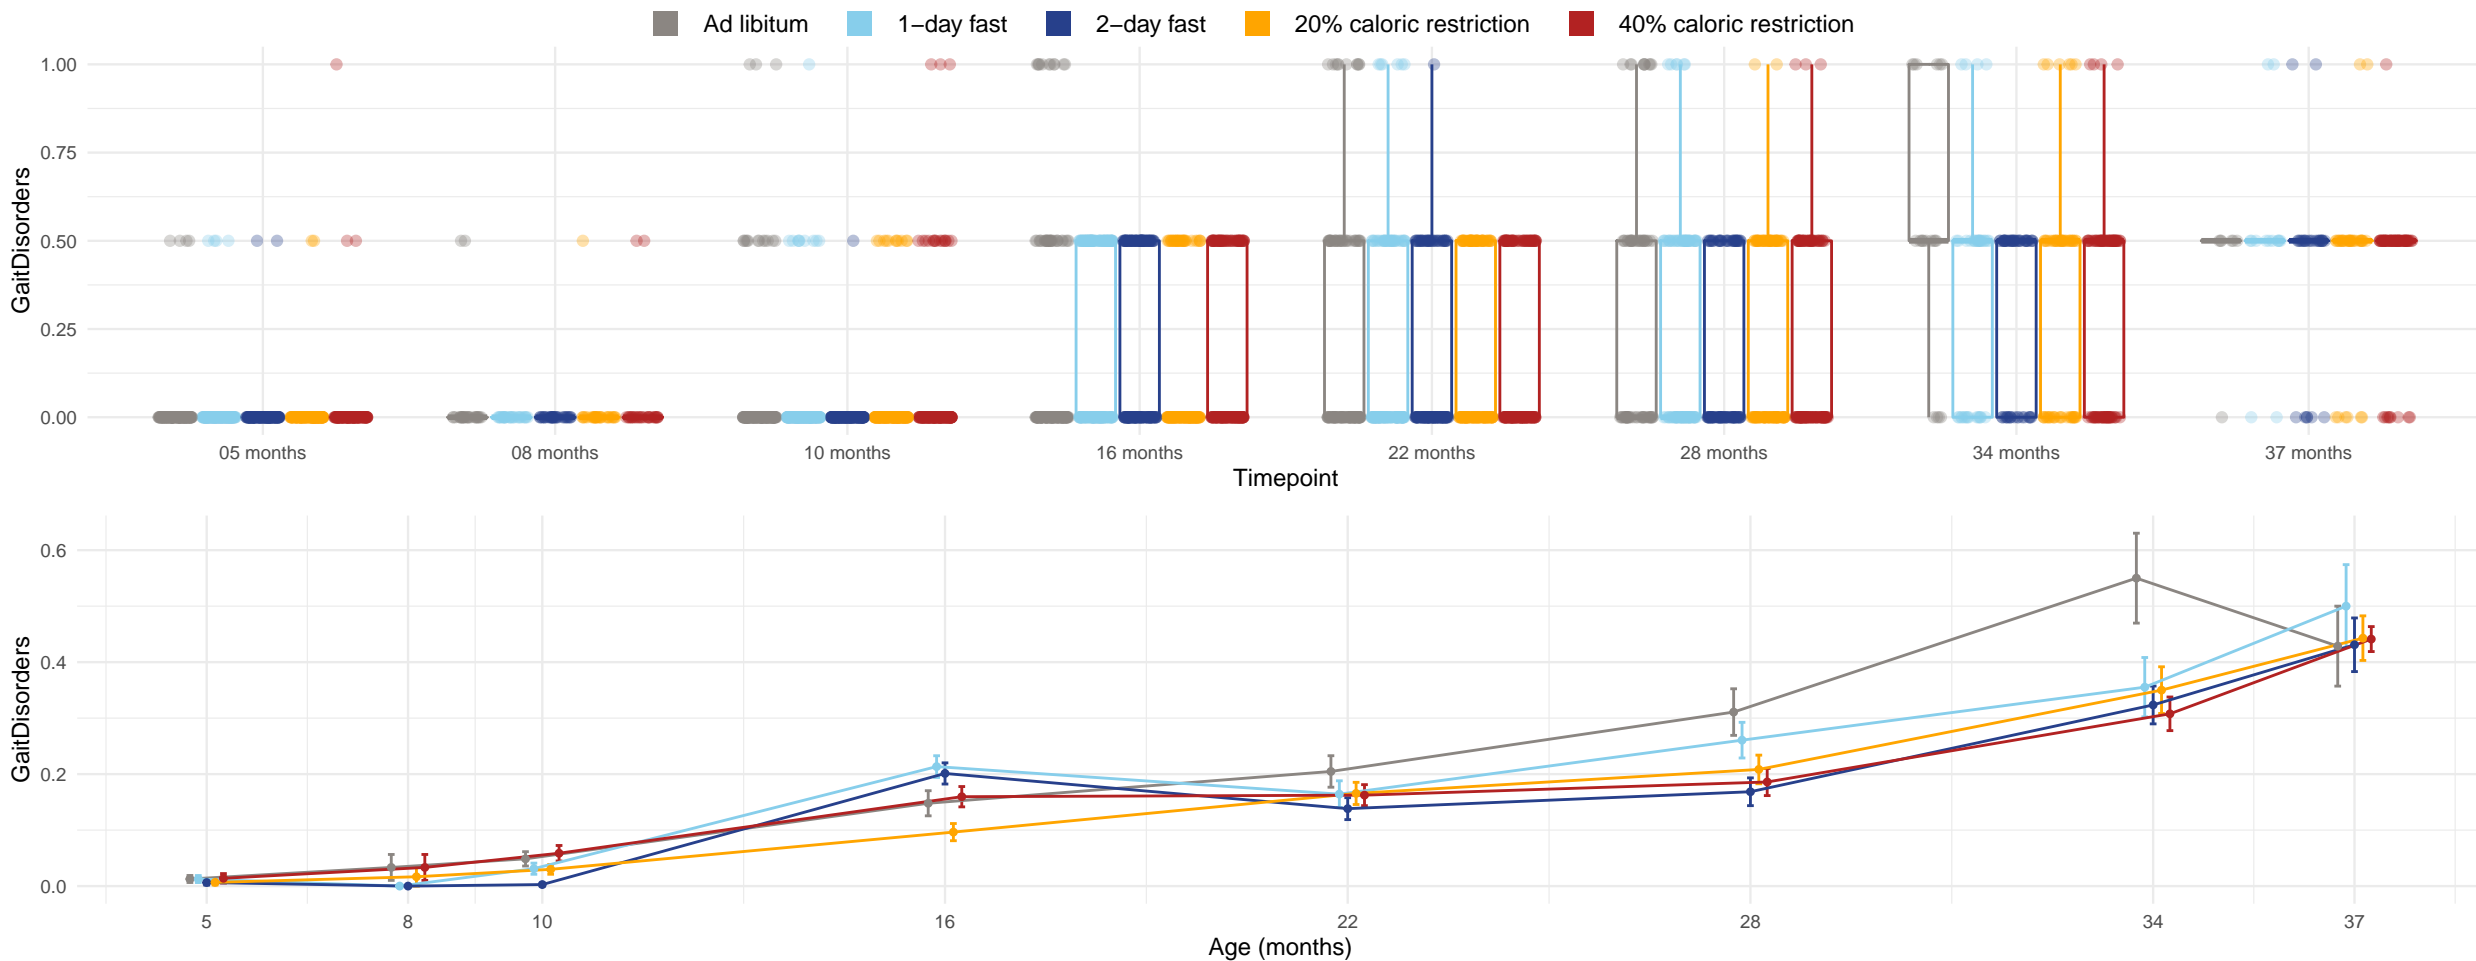 Ad libitum 1−day fast 2−day fast 20% caloric restriction 40% caloric restriction
1.00
0.75
0.50
0.25
0.00
GaitDisorders
05 months 08 months 10 months 16 months 22 months 28 months 34 months 37 months
Timepoint
0.6
0.4
0.2
0.0
GaitDisorders
5 8 10 16 22 28 34 37
Age (months)